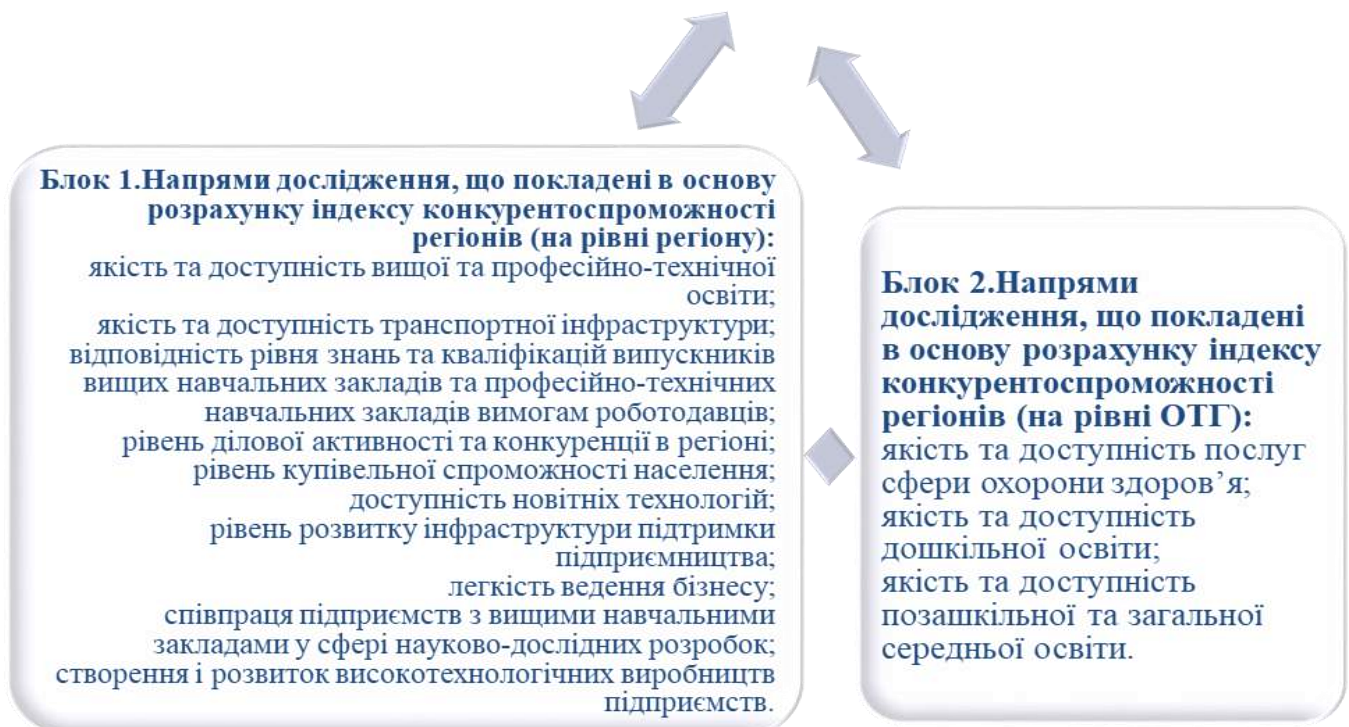 Блок 1.Напрями дослідження, що покладені в основу
розрахунку індексу конкурентоспроможності
регіонів (на рівні регіону):
якість та доступність вищої та професійно-технічної
освіти;
якість та доступність транспортної інфраструктури;
відповідність рівня знань та кваліфікацій випускників
вищих навчальних закладів та професійно-технічних
навчальних закладів вимогам роботодавців;
рівень ділової активності та конкуренції в регіоні;
рівень купівельної спроможності населення;
доступність новітніх технологій;
рівень розвитку інфраструктури підтримки
підприємництва;
легкість ведення бізнесу;
співпраця підприємств з вищими навчальними
закладами у сфері науково-дослідних розробок;
створення і розвиток високотехнологічних виробництв
підприємств.
Блок 2.Напрями
дослідження, що покладені
в основу розрахунку індексу
конкурентоспроможності
регіонів (на рівні ОТГ):
якість та доступність послуг
сфери охорони здоров’я;
якість та доступність
дошкільної освіти;
якість та доступність
позашкільної та загальної
середньої освіти.